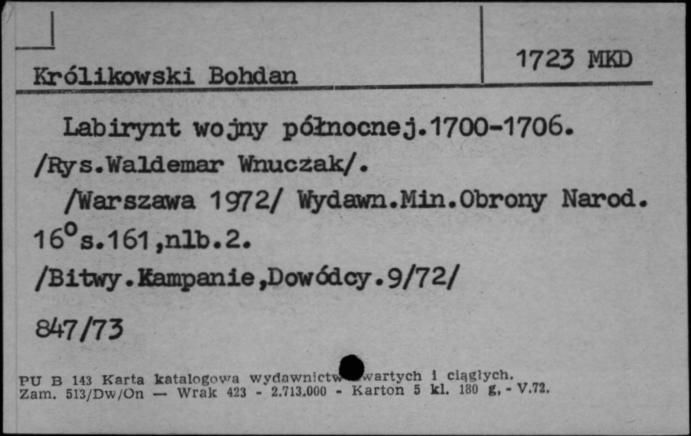 1723 MKD
Królikowski Bohdan
Labirynt wojny północnej.1700-1706.
/Rys.Waldemar Wnuczak/.
/Warszawa 1972/ Wydawn.Min.Obrony Narod.
16° s.161,nlb.2.
/Bitwy.Kampanie,Dowódcy.9/72/
847/73
PU B 143 Karta katalogowa wydawnictw zwartych i ciągłych.
Zam. 513/Dw/On — Wrak 423 - 2.713.000 - Karton 5 kl. 180 g, - V.72.